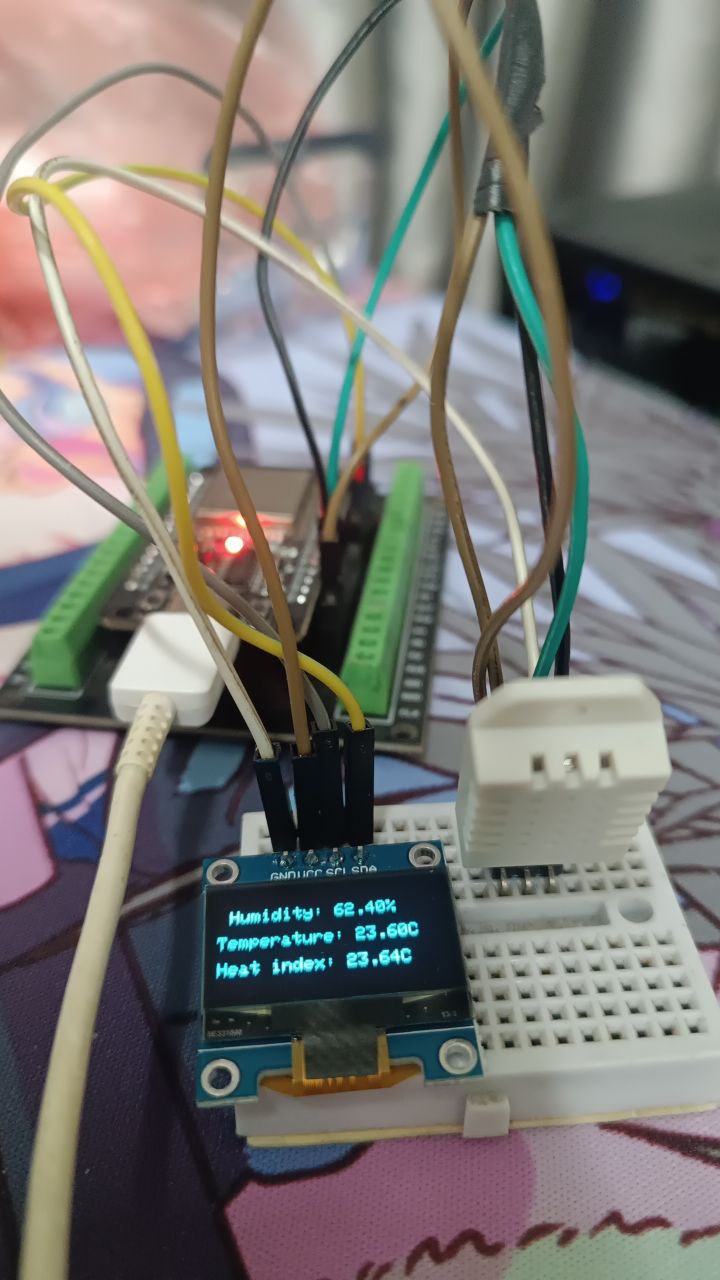 GND VCC SCL SDA
Humidity: 62.40%
Temperature: 23.60C
Heat index: 23.64C